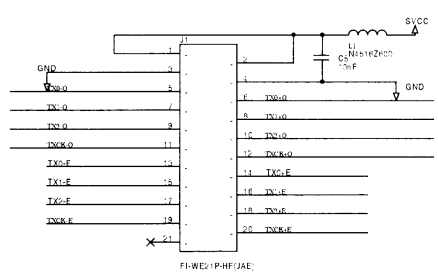 SVCC
J1
L1
N4516Z600
C5
10nF
1
2
3
GND
4
GND
5
TX0-O
6
TX0+O
7
TX1-O
8
TX1+O
9
TX2-O
10
TX2+O
11
TXCK-O
12
TXCK+O
13
TX0-E
14
TX0+E
15
TX1-E
16
TX1+E
17
TX2-E
18
TX2+E
19
TXCK-E
20
TXCK+E
21
FI-WE21P-HF(JAE)